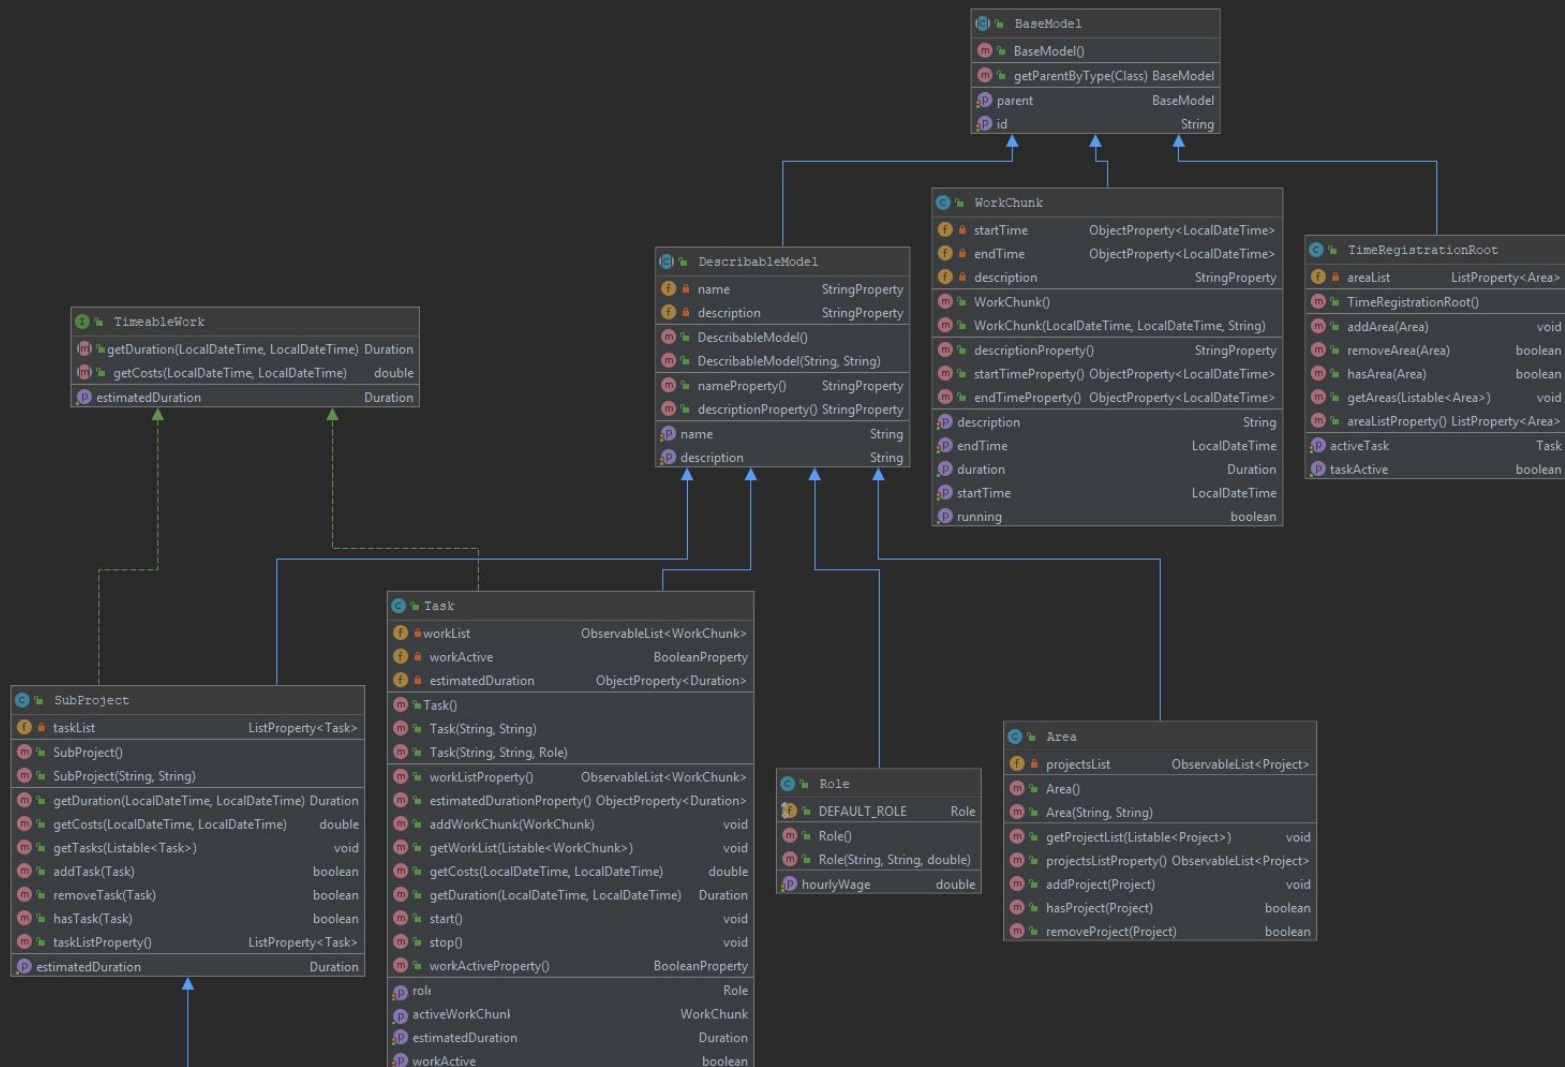 BaseModel
BaseModel()
getParentByType(Class) BaseModel
parent BaseModel
id String
WorkChunk
startTime ObjectProperty<LocalDateTime>
endTime ObjectProperty<LocalDateTime>
description StringProperty
WorkChunk()
WorkChunk(LocalDateTime, LocalDateTime, String)
descriptionProperty() StringProperty
startTimeProperty() ObjectProperty<LocalDateTime>
endTimeProperty() ObjectProperty<LocalDateTime>
description String
endTime LocalDateTime
duration Duration
startTime LocalDateTime
running boolean
TimeRegistrationRoot
areaList ListProperty<Area>
TimeRegistrationRoot()
addArea(Area) void
removeArea(Area) boolean
hasArea(Area) boolean
getAreas(Listable<Area>) void
areaListProperty() ListProperty<Area>
activeTask Task
taskActive boolean
DescribableModel
name StringProperty
description StringProperty
DescribableModel()
DescribableModel(String, String)
nameProperty() StringProperty
descriptionProperty() StringProperty
name String
description String
TimeableWork
getDuration(LocalDateTime, LocalDateTime) Duration
getCosts(LocalDateTime, LocalDateTime) double
estimatedDuration Duration
Task
workList ObservableList<WorkChunk>
workActive BooleanProperty
estimatedDuration ObjectProperty<Duration>
Task()
Task(String, String)
Task(String, String, Role)
workListProperty() ObservableList<WorkChunk>
estimatedDurationProperty() ObjectProperty<Duration>
addWorkChunk(WorkChunk) void
getWorkList(Listable<WorkChunk>) void
getCosts(LocalDateTime, LocalDateTime) double
getDuration(LocalDateTime, LocalDateTime) Duration
start() void
stop() void
workActiveProperty() BooleanProperty
role Role
activeWorkChunk WorkChunk
estimatedDuration Duration
workActive boolean
SubProject
taskList ListProperty<Task>
SubProject()
SubProject(String, String)
getDuration(LocalDateTime, LocalDateTime) Duration
getCosts(LocalDateTime, LocalDateTime) double
getTasks(Listable<Task>) void
addTask(Task) boolean
removeTask(Task) boolean
hasTask(Task) boolean
taskListProperty() ListProperty<Task>
estimatedDuration Duration
Role
DEFAULT_ROLE Role
Role()
Role(String, String, double)
hourlyWage double
Area
projectsList ObservableList<Project>
Area()
Area(String, String)
getProjectList(Listable<Project>) void
projectsListProperty() ObservableList<Project>
addProject(Project) void
hasProject(Project) boolean
removeProject(Project) boolean